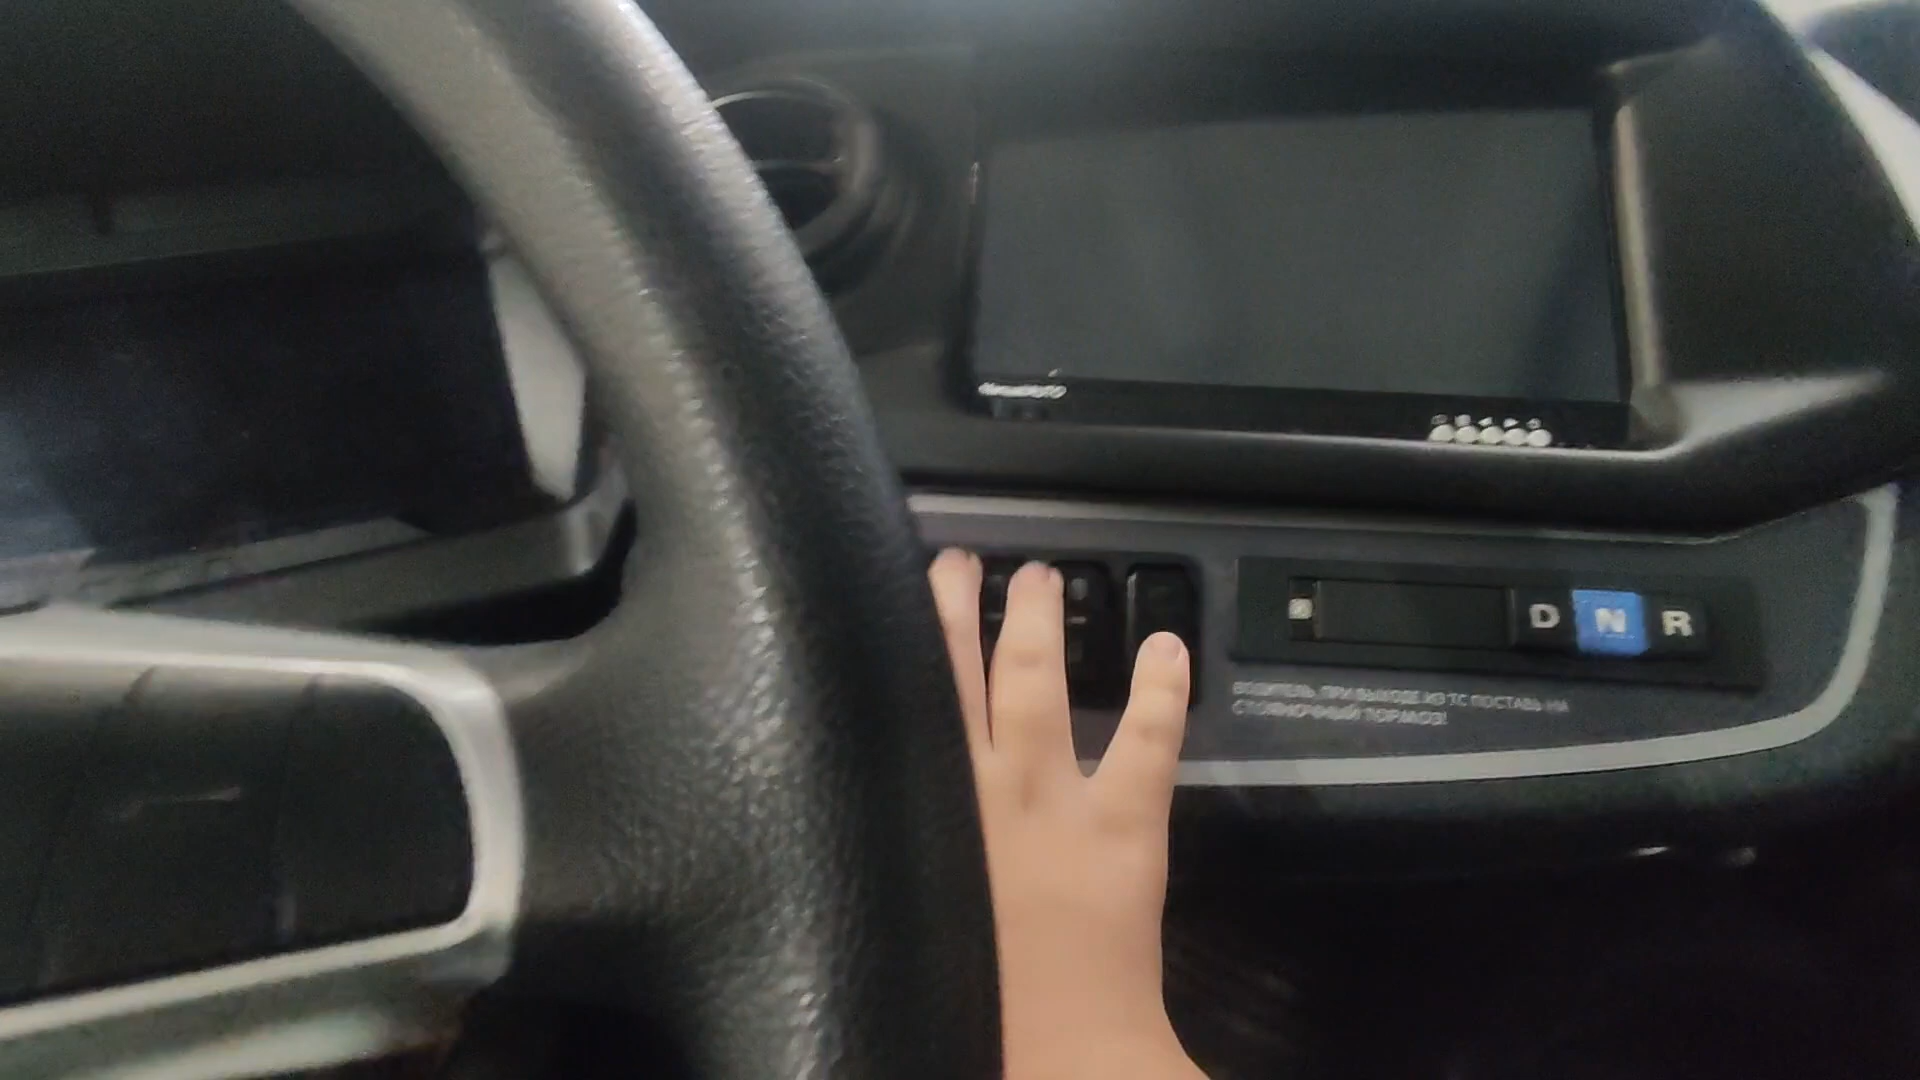 D N R
ВОДИТЕЛЬ, ПРИ ВЫХОДЕ ИЗ ТС ПОСТАВЬ НА
СТОЯНОЧНЫЙ ТОРМОЗ!